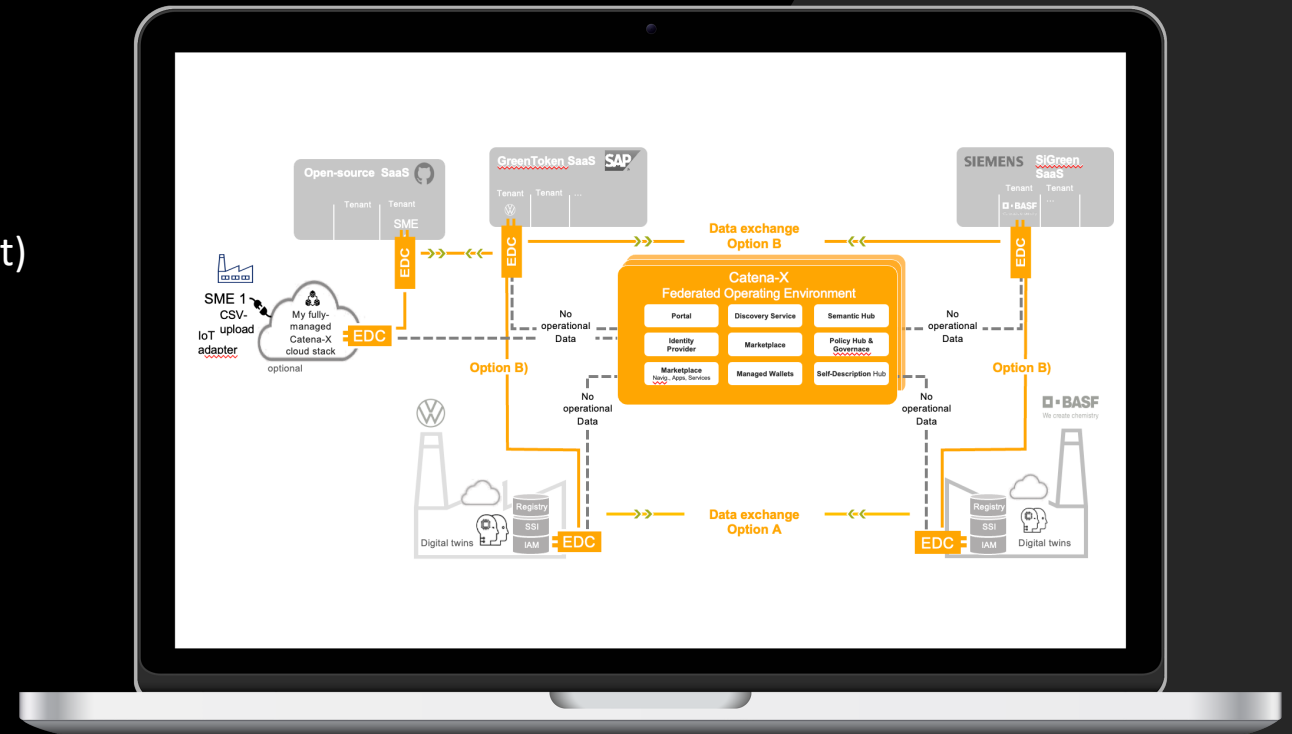 t)
Open-source SaaS
Tenant Tenant
SME
EDC
GreenToken SaaS SAP
Tenant Tenant ...
EDC
SIEMENS SiGreen
SaaS
Tenant Tenant
...
BASF
EDC
Data exchange
Option B
SME 1
CSV-
upload
IoT
adapter
My fully-
managed
Catena-X
cloud stack
optional
EDC
Catena-X
Federated Operating Environment
Portal
Discovery Service
Semantic Hub
Identity
Provider
Marketplace
Policy Hub &
Governace
Marketplace
Navig., Apps, Services
Managed Wallets
Self-Description Hub
No
operational
Data
No
operational
Data
Option B)
Option B)
No
operational
Data
No
operational
Data
BASF
We create chemistry
Registry
SSI
IAM
Digital twins
EDC
Data exchange
Option A
EDC
Registry
SSI
IAM
Digital twins